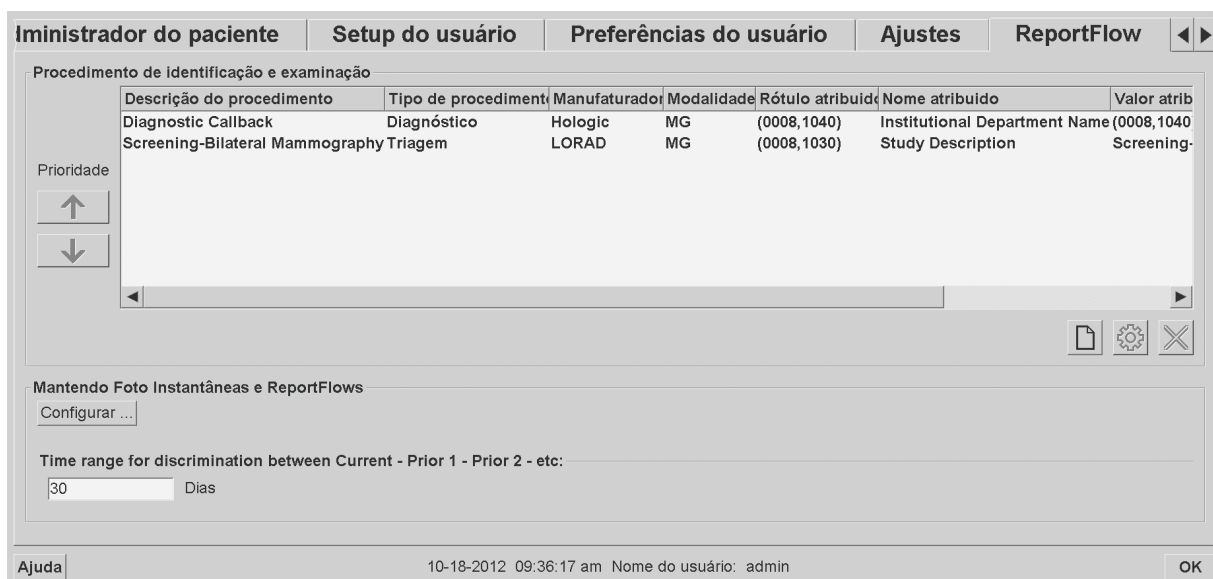 dministrador do paciente Setup do usuário Preferências do usuário Ajustes ReportFlow
Procedimento de identificação e examinação
Descrição do procedimento Tipo de procediment Manufaturador Modalidade Rótulo atribuid Nome atribuido Valor atrib
Diagnostic Callback Diagnóstico Hologic MG (0008,1040) Institutional Department Name (0008,1040
Screening-Bilateral Mammography Triagem LORAD MG (0008,1030) Study Description Screening-
Prioridade
Mantendo Foto Instantâneas e ReportFlows
Configurar ...
Time range for discrimination between Current - Prior 1 - Prior 2 - etc:
30 Dias
Ajuda 10-18-2012 09:36:17 am Nome do usuário: admin OK